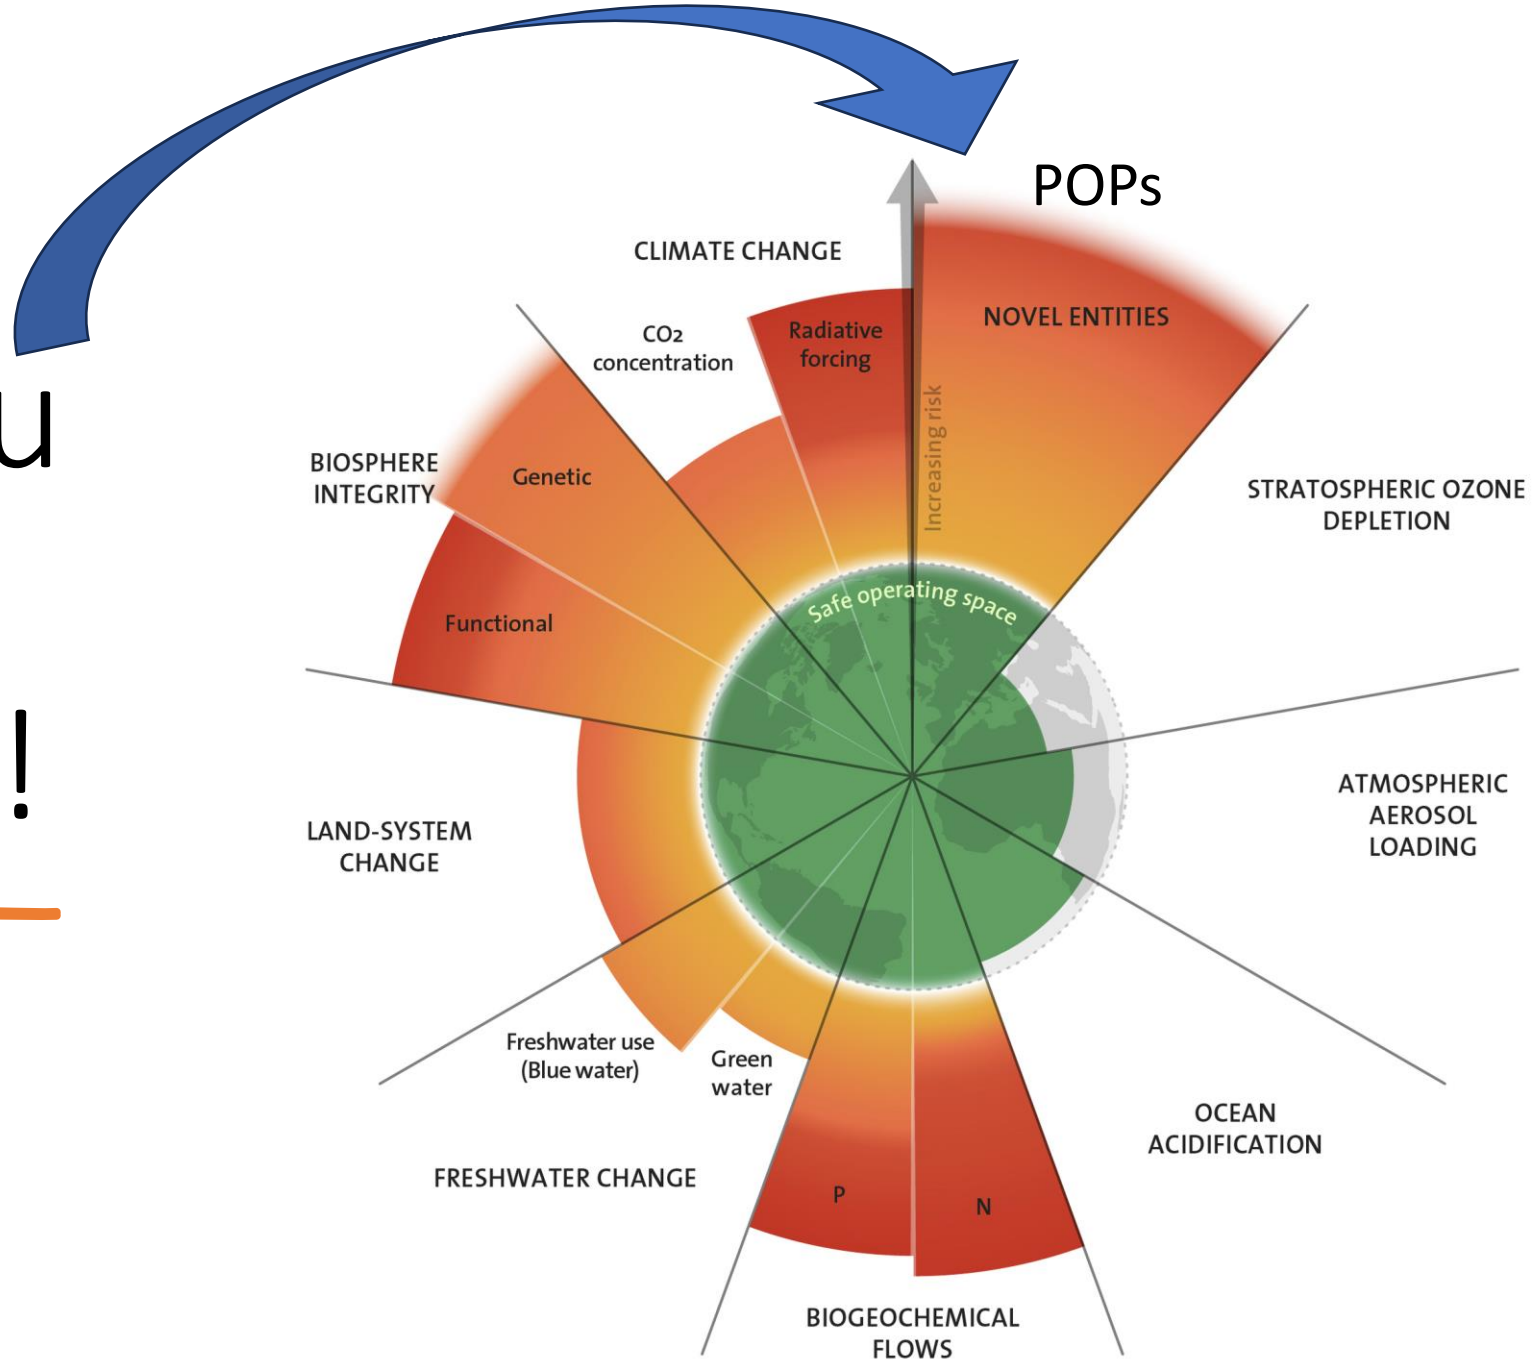 POPs
CLIMATE CHANGE
CO2
concentration
Radiative
forcing
NOVEL ENTITIES
Increasing risk
u
BIOSPHERE
INTEGRITY
Genetic
STRATOSPHERIC OZONE
DEPLETION
Safe operating space
Functional
!
LAND-SYSTEM
CHANGE
ATMOSPHERIC
AEROSOL
LOADING
Freshwater use
(Blue water)
Green
water
OCEAN
ACIDIFICATION
FRESHWATER CHANGE
P
N
BIOGEOCHEMICAL
FLOWS